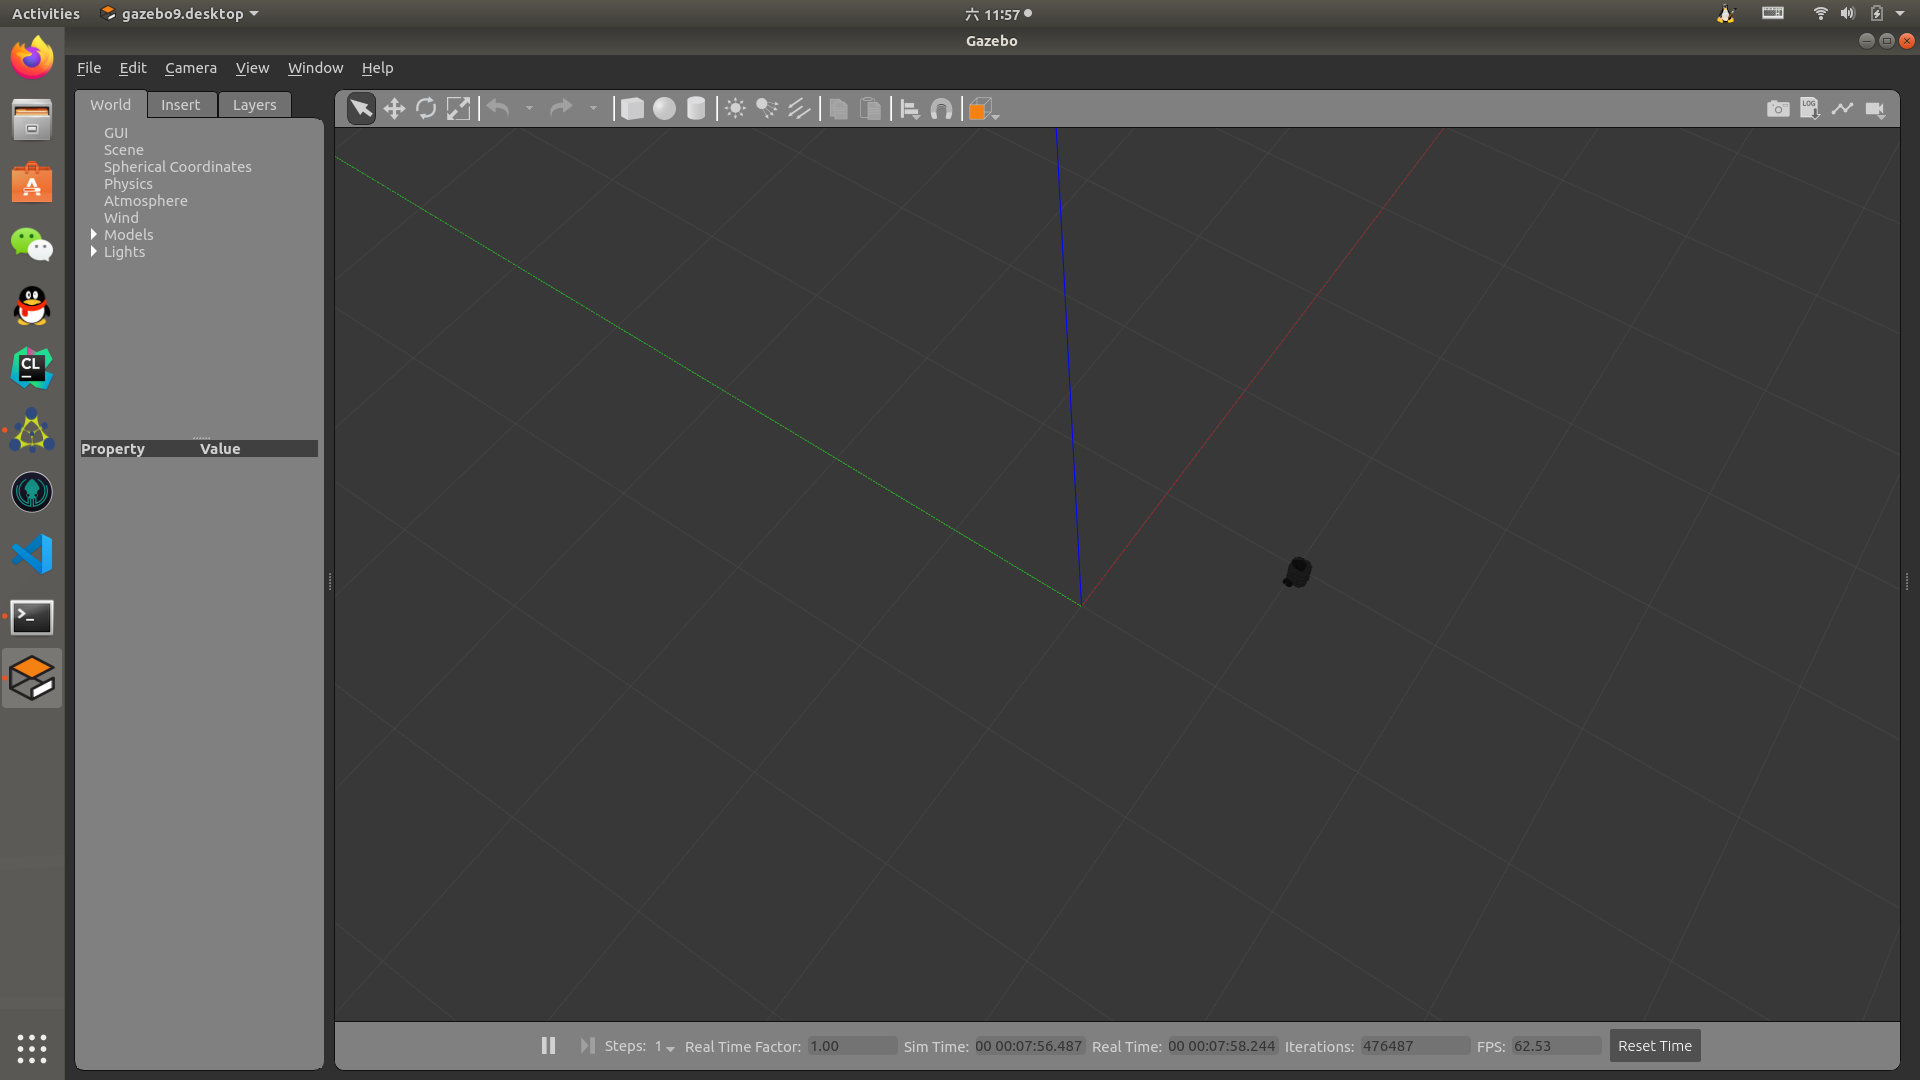 Activities
gazebo9.desktop
六 11:57
Gazebo
File Edit Camera View Window Help
World Insert Layers
LOG
GUI
Scene
Spherical Coordinates
Physics
Atmosphere
Wind
Models
Lights
CL
Property Value
Steps: 1 Real Time Factor: 1.00 Sim Time: 00 00:07:56.487 Real Time: 00 00:07:58.244 Iterations: 476487 FPS: 62.53 Reset Time